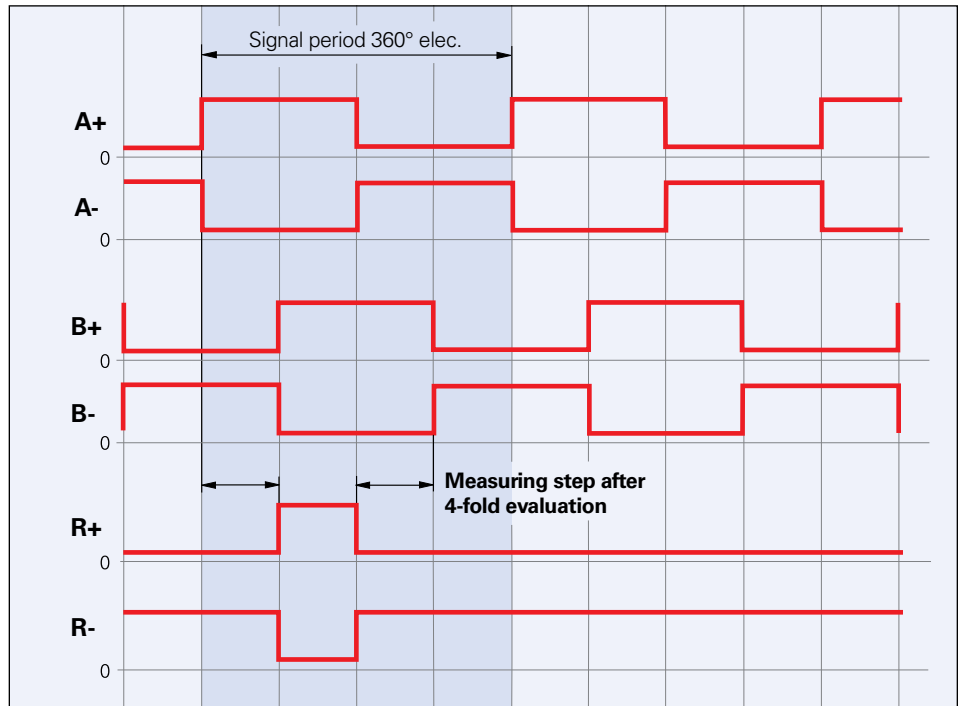 Signal period 360° elec.
A+
0
A-
0
B+
0
B-
0
Measuring step after
4-fold evaluation
R+
0
R-
0